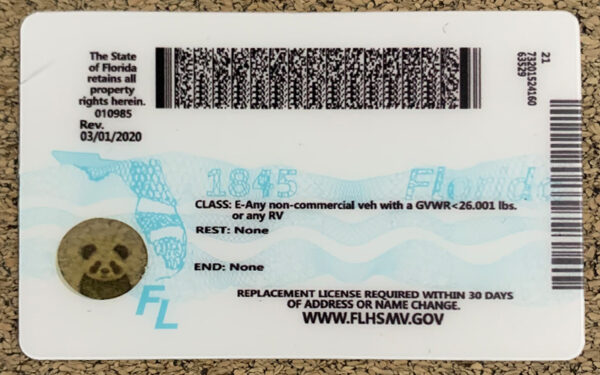 The State
of Florida
retains all
property
rights herein.
010985
Rev.
03/01/2020
21
73201524160
63529
1845 Florida
CLASS: E-Any non-commercial veh with a GVWR<26.001 lbs.
or any RV
REST: None
END: None
FL
REPLACEMENT LICENSE REQUIRED WITHIN 30 DAYS
OF ADDRESS OR NAME CHANGE.
WWW.FLHSMV.GOV